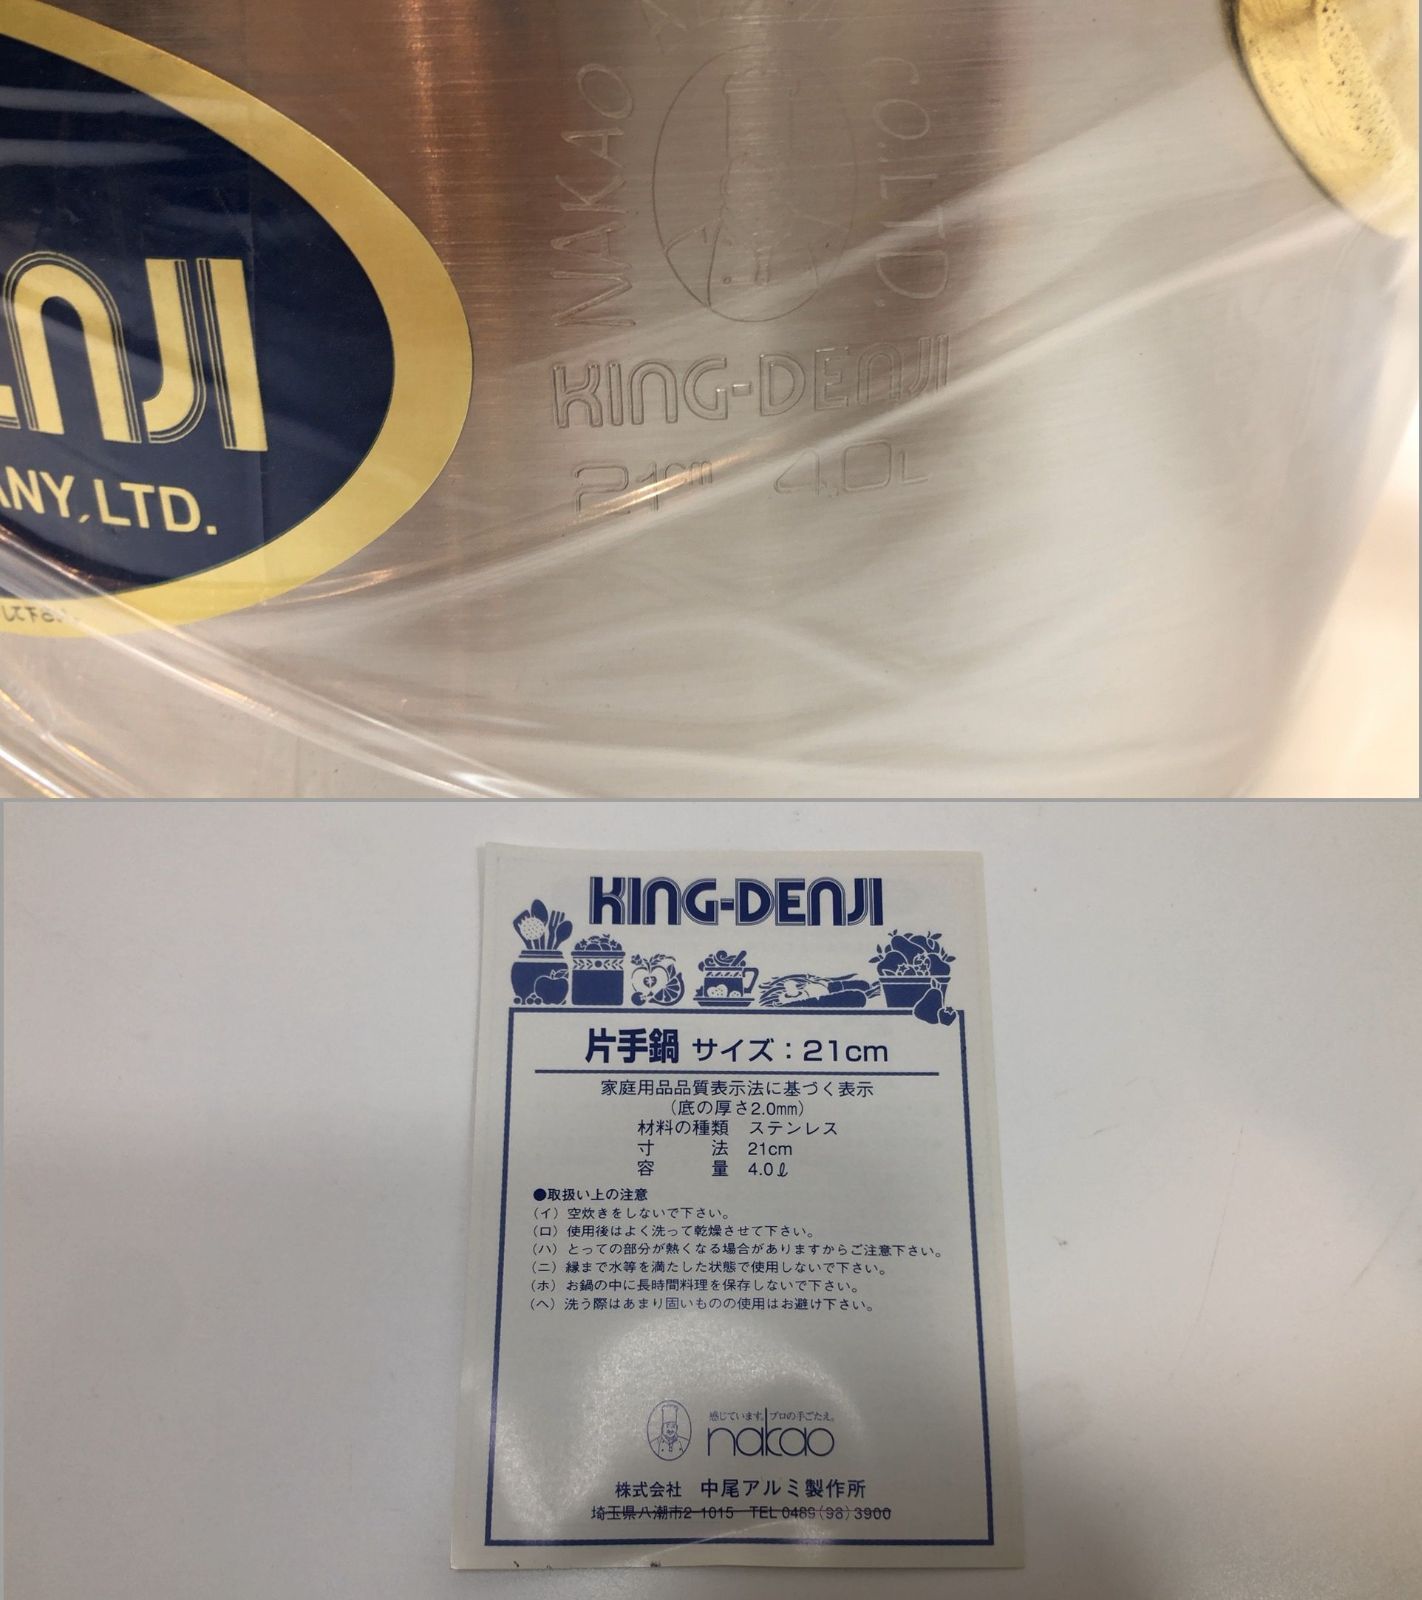 ENJI
ANY, LTD.
して下さい。
NAKAO
CO.,LTD.
KING-DENJI
21cm 4.0L
KING-DENJI
片手鍋 サイズ：21cm
家庭用品品質表示法に基づく表示
（底の厚さ2.0mm）
材料の種類 ステンレス
寸 法 21cm
容 量 4.0ℓ
●取扱い上の注意
（イ）空炊きをしないで下さい。
（ロ）使用後はよく洗って乾燥させて下さい。
（ハ）とっての部分が熱くなる場合がありますからご注意下さい。
（ニ）縁まで水等を満たした状態で使用しないで下さい。
（ホ）お鍋の中に長時間料理を保存しないで下さい。
（ヘ）洗う際はあまり固いものの使用はお避け下さい。
感じています。プロの手ごたえ。
nakao
株式会社 中尾アルミ製作所
埼玉県八潮市2-1015 TEL 0489(98)3900